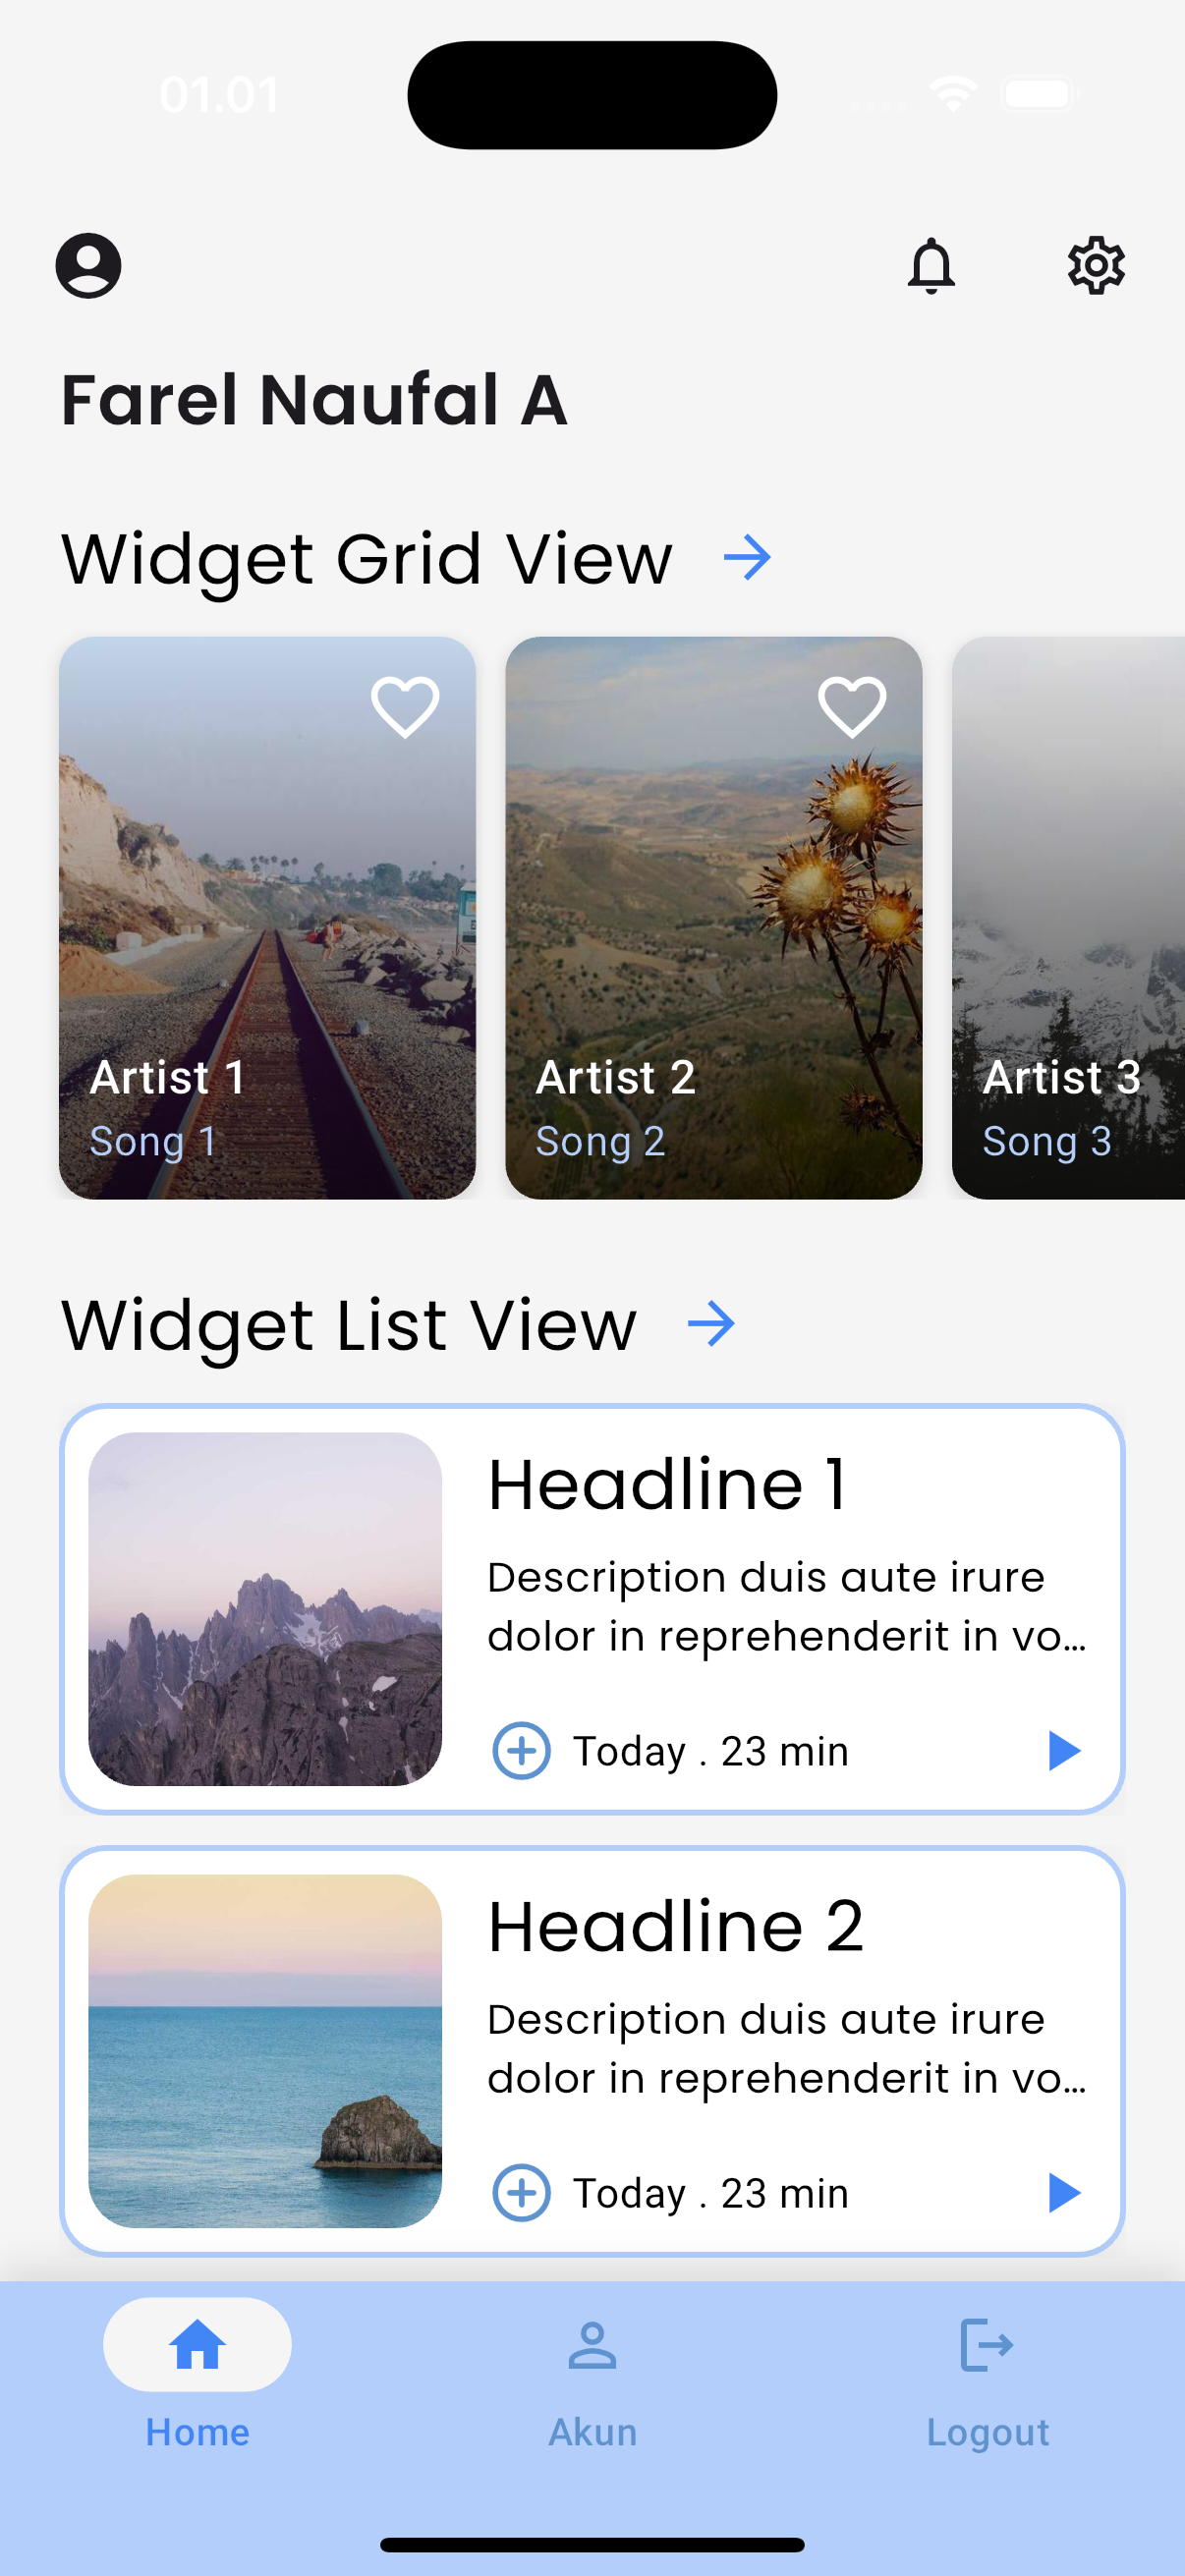 01.01
Farel Naufal A
Widget Grid View
Artist 1
Song 1
Artist 2
Song 2
Artist 3
Song 3
Widget List View
Headline 1
Description duis aute irure
dolor in reprehenderit in vo...
Today . 23 min
Headline 2
Description duis aute irure
dolor in reprehenderit in vo...
Today . 23 min
Home
Akun
Logout